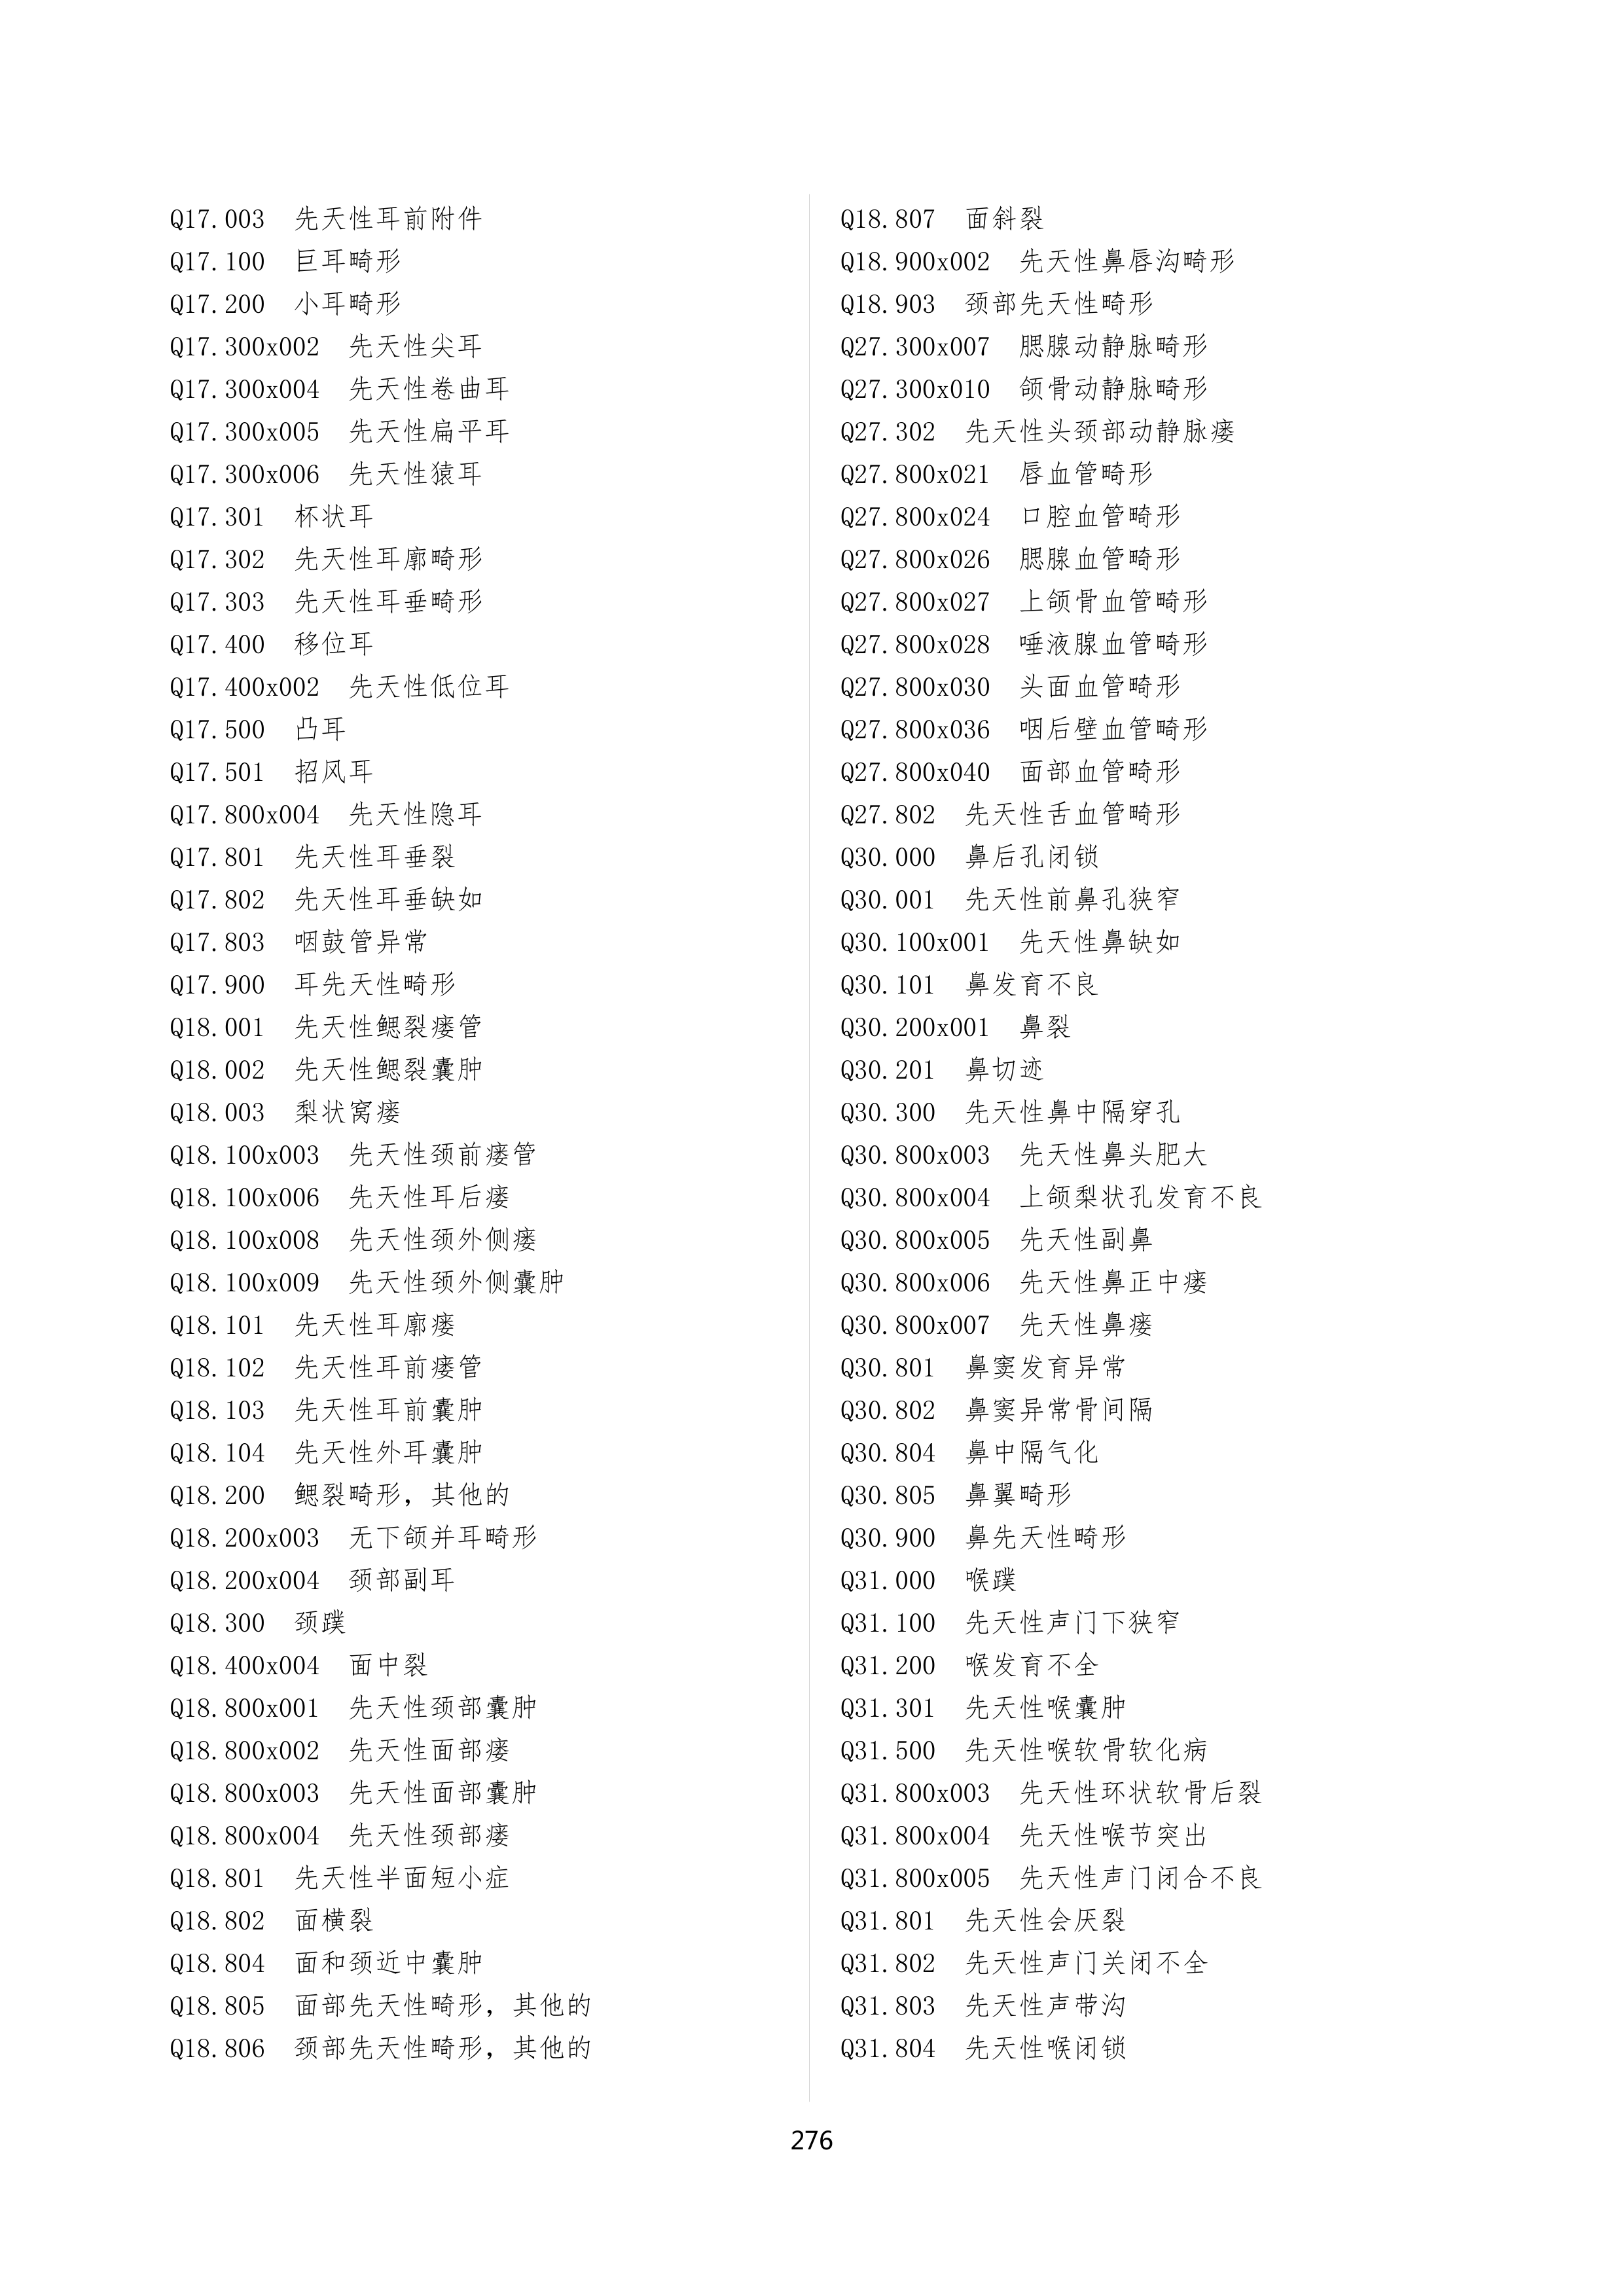 Q17.003 先天性耳前附件
Q17.100 巨耳畸形
Q17.200 小耳畸形
Q17.300x002 先天性尖耳
Q17.300x004 先天性卷曲耳
Q17.300x005 先天性扁平耳
Q17.300x006 先天性猿耳
Q17.301 杯状耳
Q17.302 先天性耳廓畸形
Q17.303 先天性耳垂畸形
Q17.400 移位耳
Q17.400x002 先天性低位耳
Q17.500 凸耳
Q17.501 招风耳
Q17.800x004 先天性隐耳
Q17.801 先天性耳垂裂
Q17.802 先天性耳垂缺如
Q17.803 咽鼓管异常
Q17.900 耳先天性畸形
Q18.001 先天性鳃裂瘘管
Q18.002 先天性鳃裂囊肿
Q18.003 梨状窝瘘
Q18.100x003 先天性颈前瘘管
Q18.100x006 先天性耳后瘘
Q18.100x008 先天性颈外侧瘘
Q18.100x009 先天性颈外侧囊肿
Q18.101 先天性耳廓瘘
Q18.102 先天性耳前瘘管
Q18.103 先天性耳前囊肿
Q18.104 先天性外耳囊肿
Q18.200 鳃裂畸形，其他的
Q18.200x003 无下颌并耳畸形
Q18.200x004 颈部副耳
Q18.300 颈蹼
Q18.400x004 面中裂
Q18.800x001 先天性颈部囊肿
Q18.800x002 先天性面部瘘
Q18.800x003 先天性面部囊肿
Q18.800x004 先天性颈部瘘
Q18.801 先天性半面短小症
Q18.802 面横裂
Q18.804 面和颈近中囊肿
Q18.805 面部先天性畸形，其他的
Q18.806 颈部先天性畸形，其他的
Q18.807 面斜裂
Q18.900x002 先天性鼻唇沟畸形
Q18.903 颈部先天性畸形
Q27.300x007 腮腺动静脉畸形
Q27.300x010 颌骨动静脉畸形
Q27.302 先天性头颈部动静脉瘘
Q27.800x021 唇血管畸形
Q27.800x024 口腔血管畸形
Q27.800x026 腮腺血管畸形
Q27.800x027 上颌骨血管畸形
Q27.800x028 唾液腺血管畸形
Q27.800x030 头面血管畸形
Q27.800x036 咽后壁血管畸形
Q27.800x040 面部血管畸形
Q27.802 先天性舌血管畸形
Q30.000 鼻后孔闭锁
Q30.001 先天性前鼻孔狭窄
Q30.100x001 先天性鼻缺如
Q30.101 鼻发育不良
Q30.200x001 鼻裂
Q30.201 鼻切迹
Q30.300 先天性鼻中隔穿孔
Q30.800x003 先天性鼻头肥大
Q30.800x004 上颌梨状孔发育不良
Q30.800x005 先天性副鼻
Q30.800x006 先天性鼻正中瘘
Q30.800x007 先天性鼻瘘
Q30.801 鼻窦发育异常
Q30.802 鼻窦异常骨间隔
Q30.804 鼻中隔气化
Q30.805 鼻翼畸形
Q30.900 鼻先天性畸形
Q31.000 喉蹼
Q31.100 先天性声门下狭窄
Q31.200 喉发育不全
Q31.301 先天性喉囊肿
Q31.500 先天性喉软骨软化病
Q31.800x003 先天性环状软骨后裂
Q31.800x004 先天性喉节突出
Q31.800x005 先天性声门闭合不良
Q31.801 先天性会厌裂
Q31.802 先天性声门关闭不全
Q31.803 先天性声带沟
Q31.804 先天性喉闭锁
276